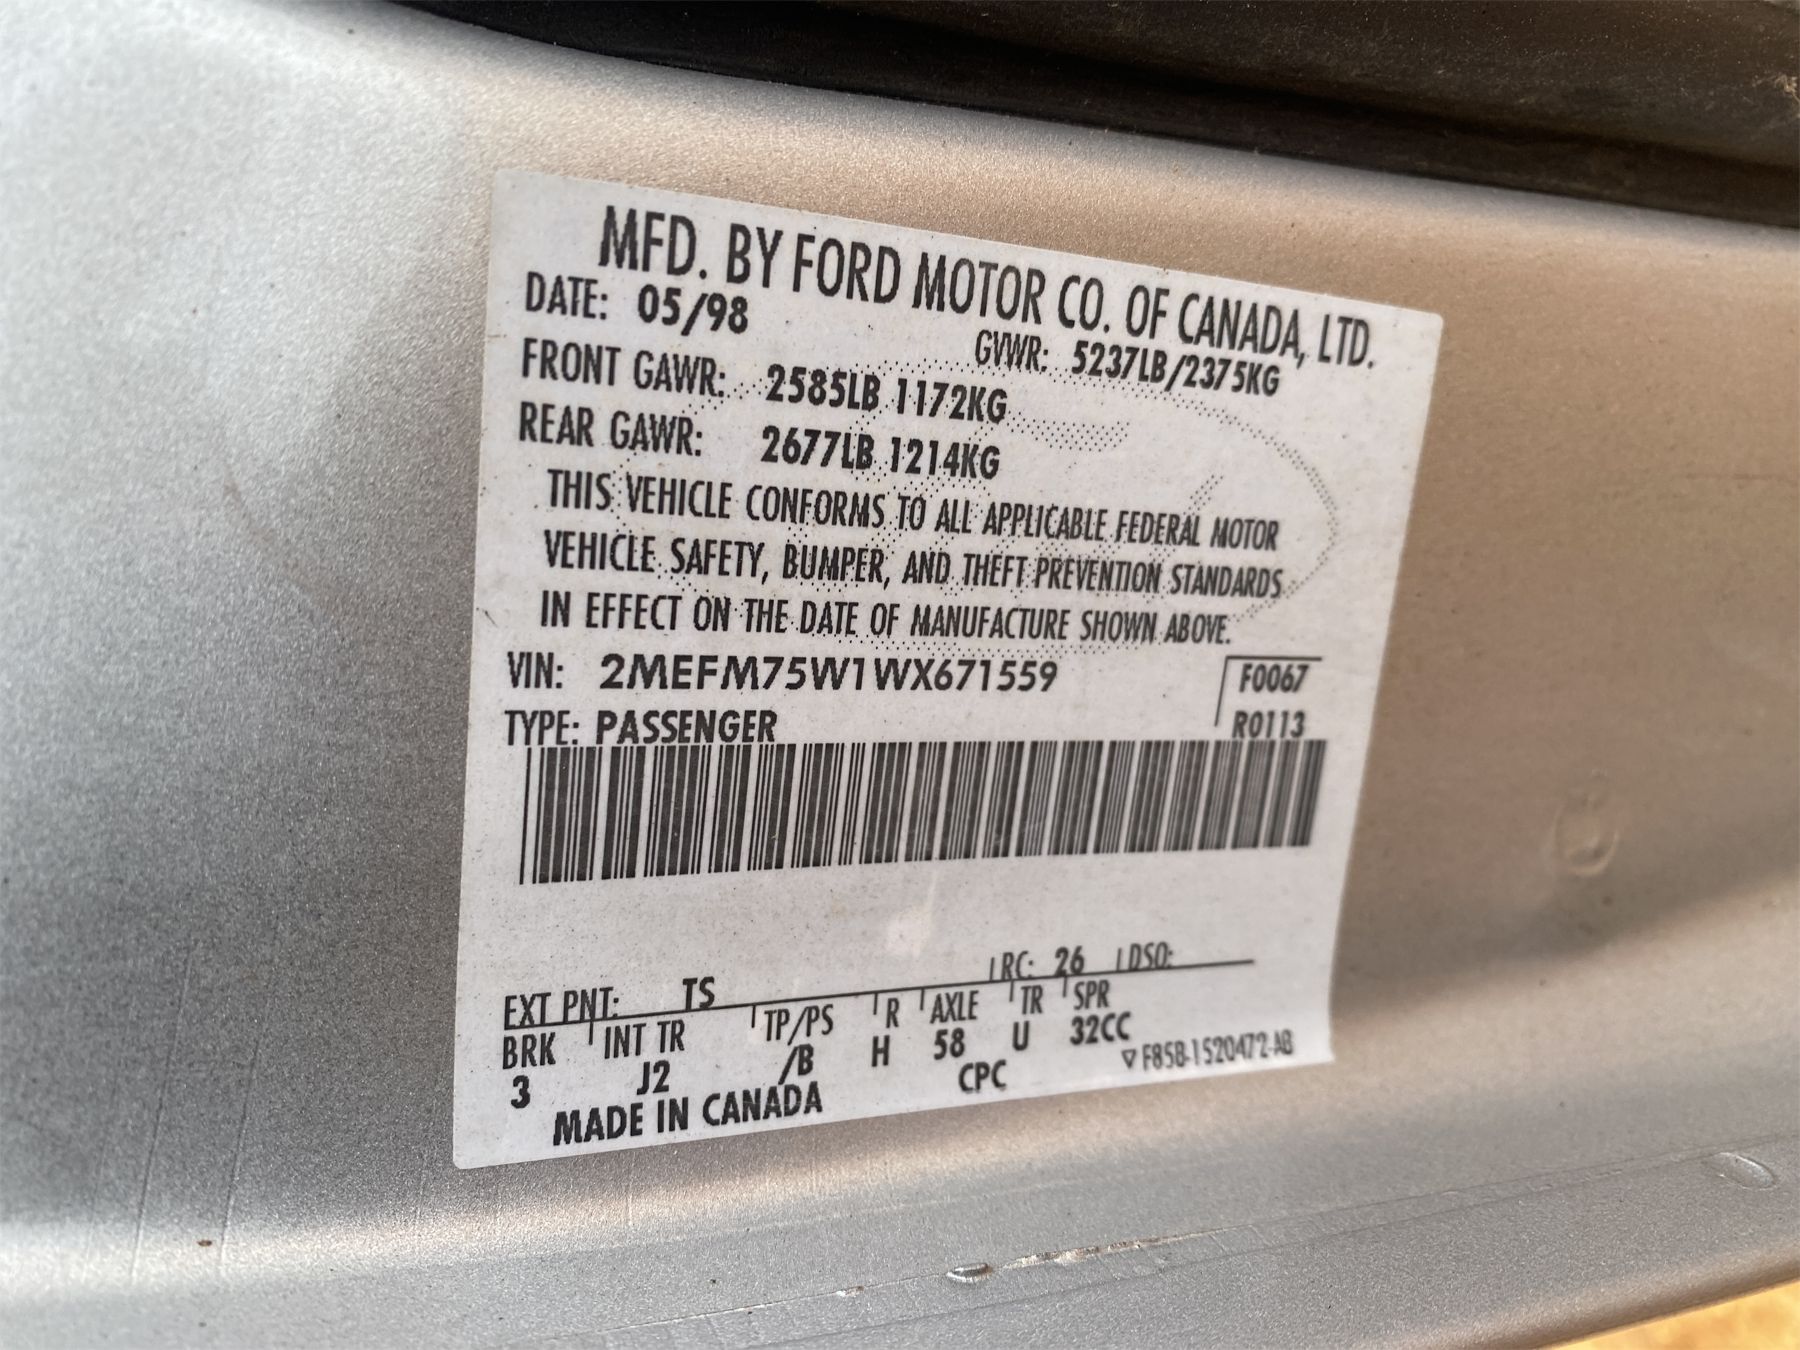 MFD. BY FORD MOTOR CO. OF CANADA, LTD.
DATE: 05/98 GVWR: 5237LB/2375KG
FRONT GAWR: 2585LB 1172KG
REAR GAWR: 2677LB 1214KG
THIS VEHICLE CONFORMS TO ALL APPLICABLE FEDERAL MOTOR
VEHICLE SAFETY, BUMPER, AND THEFT PREVENTION STANDARDS
IN EFFECT ON THE DATE OF MANUFACTURE SHOWN ABOVE.
VIN: 2MEFM75W1WX671559 F0067
TYPE: PASSENGER R0113
EXT PNT: TS RC: 26 DSO:
BRK INT TR TP/PS R AXLE TR SPR
3 J2 /B H 58 U 32CC
MADE IN CANADA CPC ▽ F85B-1520472-AB